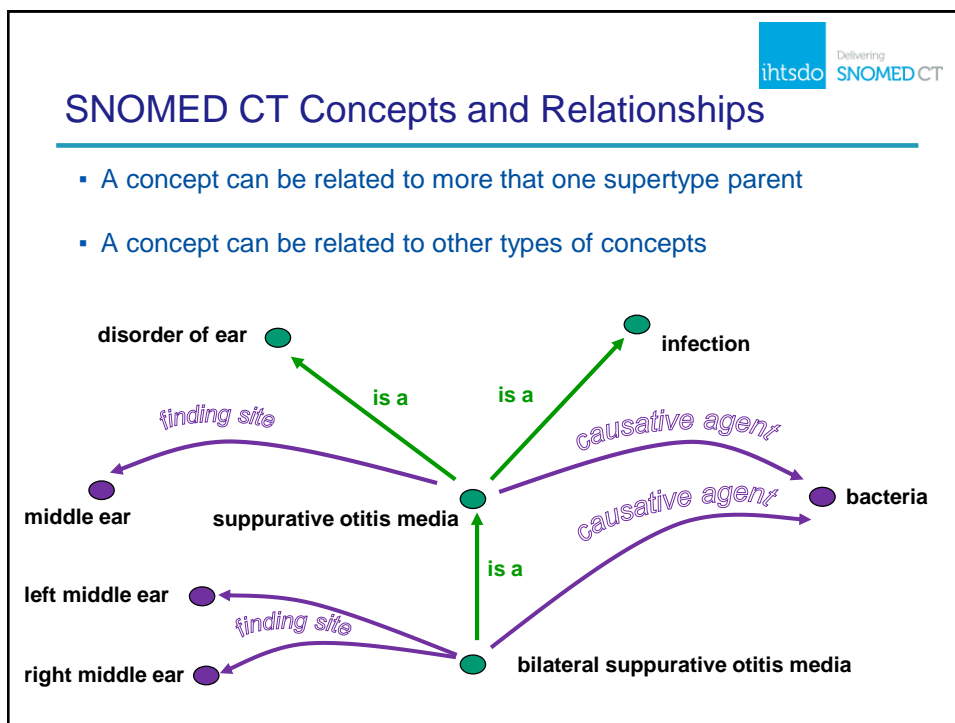 ihtsdo
Delivering
SNOMED CT
SNOMED CT Concepts and Relationships
▪ A concept can be related to more that one supertype parent
▪ A concept can be related to other types of concepts
disorder of ear
infection
is a
is a
finding site
causative agent
middle ear
suppurative otitis media
causative agent
bacteria
is a
left middle ear
finding site
right middle ear
bilateral suppurative otitis media